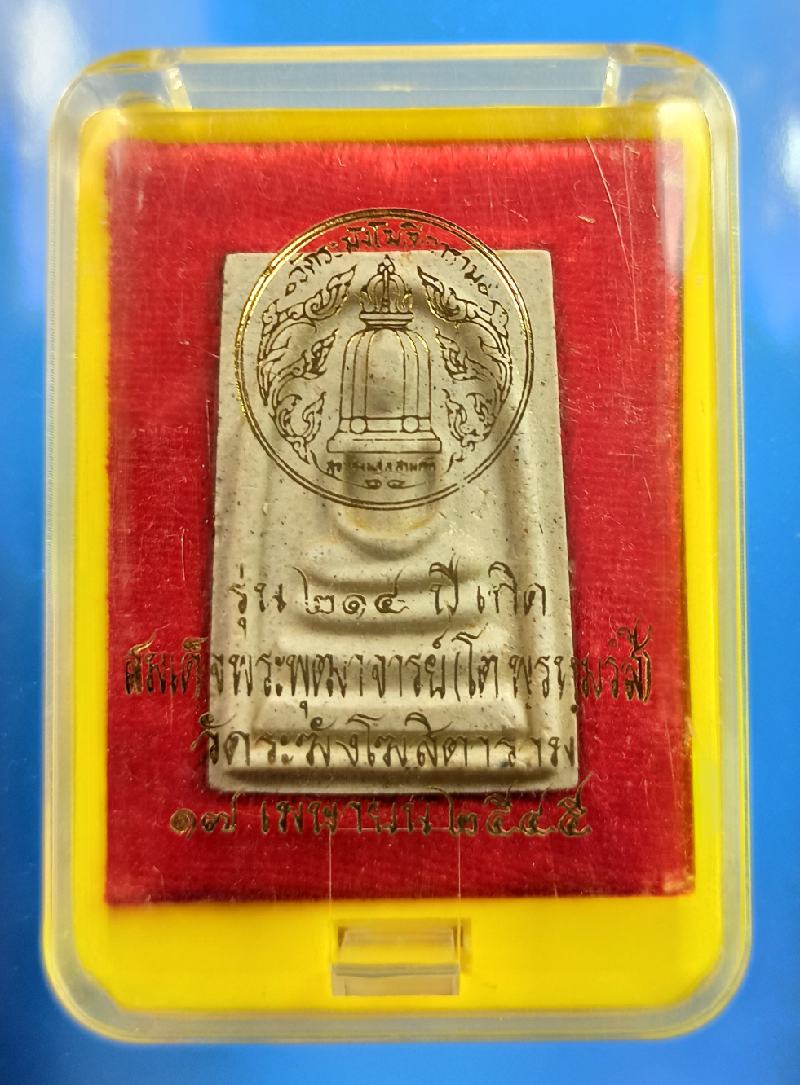 วัดระฆังโฆสิตาราม
รุ่น ๒๑๔ ปี เกิด
สมเด็จพระพุฒาจารย์ (โต พรหฺมรํสี)
วัดระฆังโฆสิตาราม
๑๗ เมษายน ๒๕๔๕